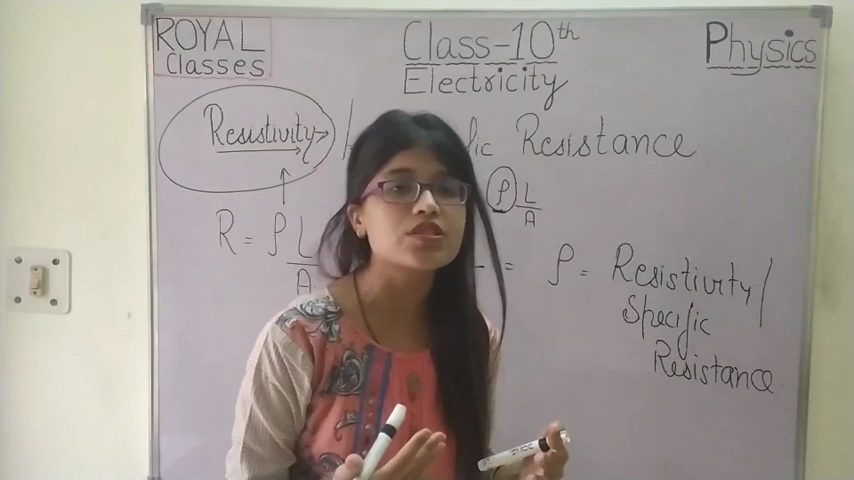 ROYAL
Classes
Class-10th
Electricity
Physics
Resistivity → Resistance
ρ L/A
R = ρ L/A
= ρ = Resistivity /
Specific
Resistance